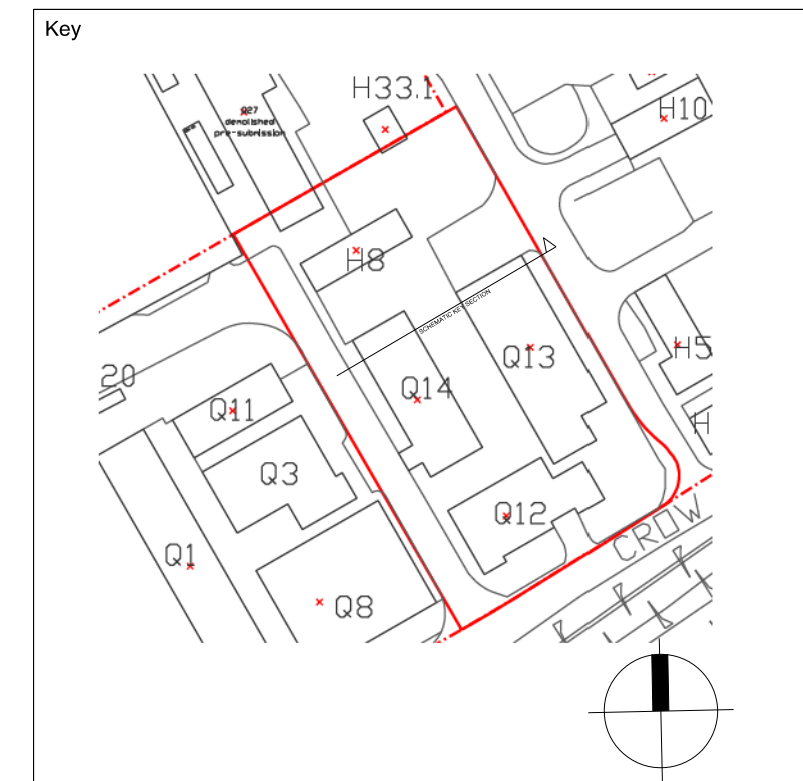 Key
H33.1
Q27
demolished
pre-submission
H10
H8
SCHEMATIC KEY SECTION
H5
Q13
20
Q14
Q11
H
Q3
Q12
CROW
Q1
Q8